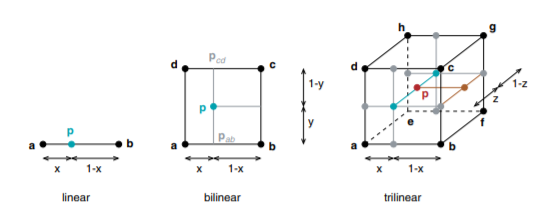 h g
d P_cd c d c
1-y 1-z
p p p z
y e f
a b a P_ab b a b
x 1-x x 1-x x 1-x
linear bilinear trilinear